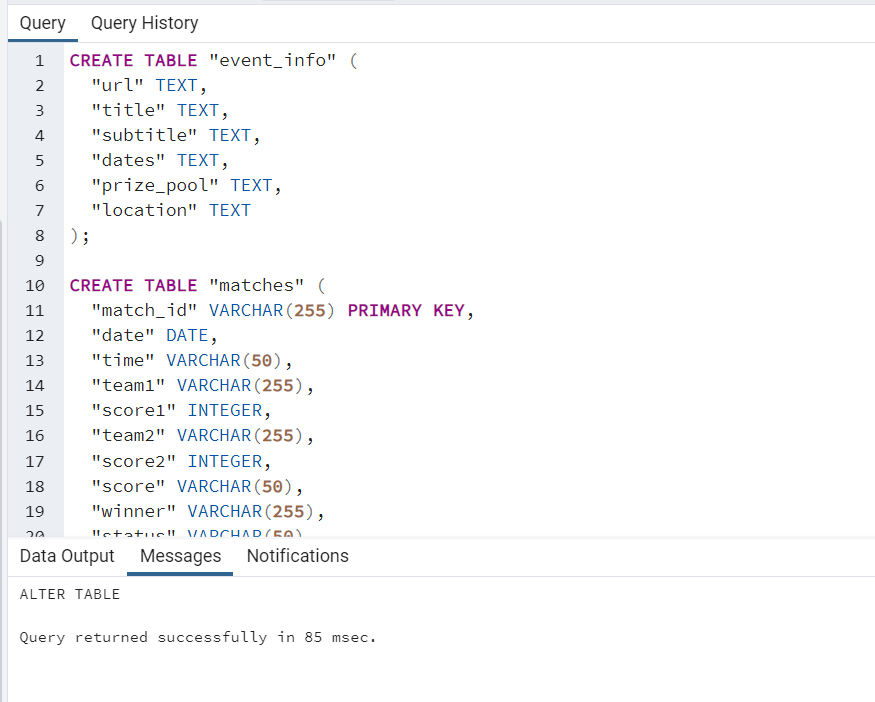 Query Query History
1 CREATE TABLE "event_info" (
2 "url" TEXT,
3 "title" TEXT,
4 "subtitle" TEXT,
5 "dates" TEXT,
6 "prize_pool" TEXT,
7 "location" TEXT
8 );
9
10 CREATE TABLE "matches" (
11 "match_id" VARCHAR(255) PRIMARY KEY,
12 "date" DATE,
13 "time" VARCHAR(50),
14 "team1" VARCHAR(255),
15 "score1" INTEGER,
16 "team2" VARCHAR(255),
17 "score2" INTEGER,
18 "score" VARCHAR(50),
19 "winner" VARCHAR(255),
20 "status" VARCHAR(50)
Data Output Messages Notifications
ALTER TABLE
Query returned successfully in 85 msec.